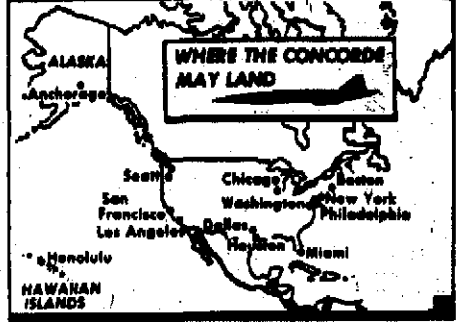 WHERE THE CONCORDE
MAY LAND
ALASKA
Anchorage
Seattle
Chicago
Boston
Washington
New York
Philadelphia
San
Francisco
Los Angeles
Dallas
Houston
Miami
Honolulu
HAWAIIAN
ISLANDS